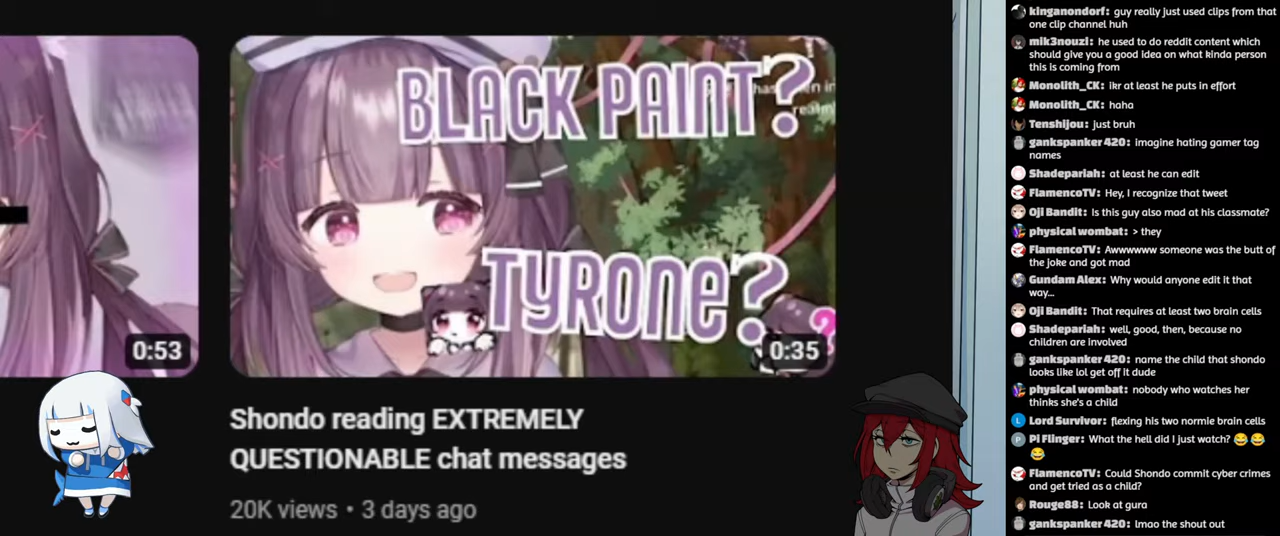 BLACK PAINT?
TYRONE?
0:53
0:35
Shondo reading EXTREMELY
QUESTIONABLE chat messages
20K views • 3 days ago
kinganondorf: guy really just used clips from that
one clip channel huh
mik3nouzi: he used to do reddit content which
should give you a good idea on what kinda person
this is coming from
Monolith_CK: ikr at least he puts in effort
Monolith_CK: haha
Tenshijou: just bruh
gankspanker 420: imagine hating gamer tag
names
Shadepariah: at least he can edit
FlamencoTV: Hey, I recognize that tweet
Oji Bandit: Is this guy also mad at his classmate?
physical wombat: > they
FlamencoTV: Awwwwww someone was the butt of
the joke and got mad
Gundam Alex: Why would anyone edit it that
way...
Oji Bandit: That requires at least two brain cells
Shadepariah: well, good, then, because no
children are involved
gankspanker 420: name the child that shondo
looks like lol get off it dude
physical wombat: nobody who watches her
thinks she's a child
L Lord Survivor: flexing his two normie brain cells
P Pi Flinger: What the hell did I just watch? 😂 😂
😂
FlamencoTV: Could Shondo commit cyber crimes
and get tried as a child?
Rouge88: Look at gura
gankspanker 420: lmao the shout out